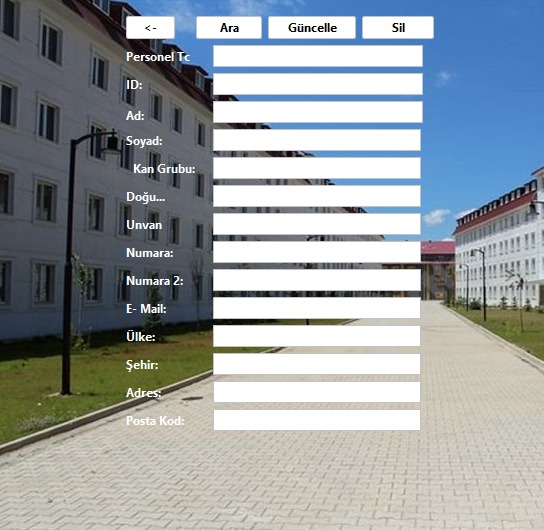 <- Ara Güncelle Sil
Personel Tc
ID:
Ad:
Soyad:
Kan Grubu:
Doğu...
Unvan
Numara:
Numara 2:
E- Mail:
Ülke:
Şehir:
Adres:
Posta Kod: